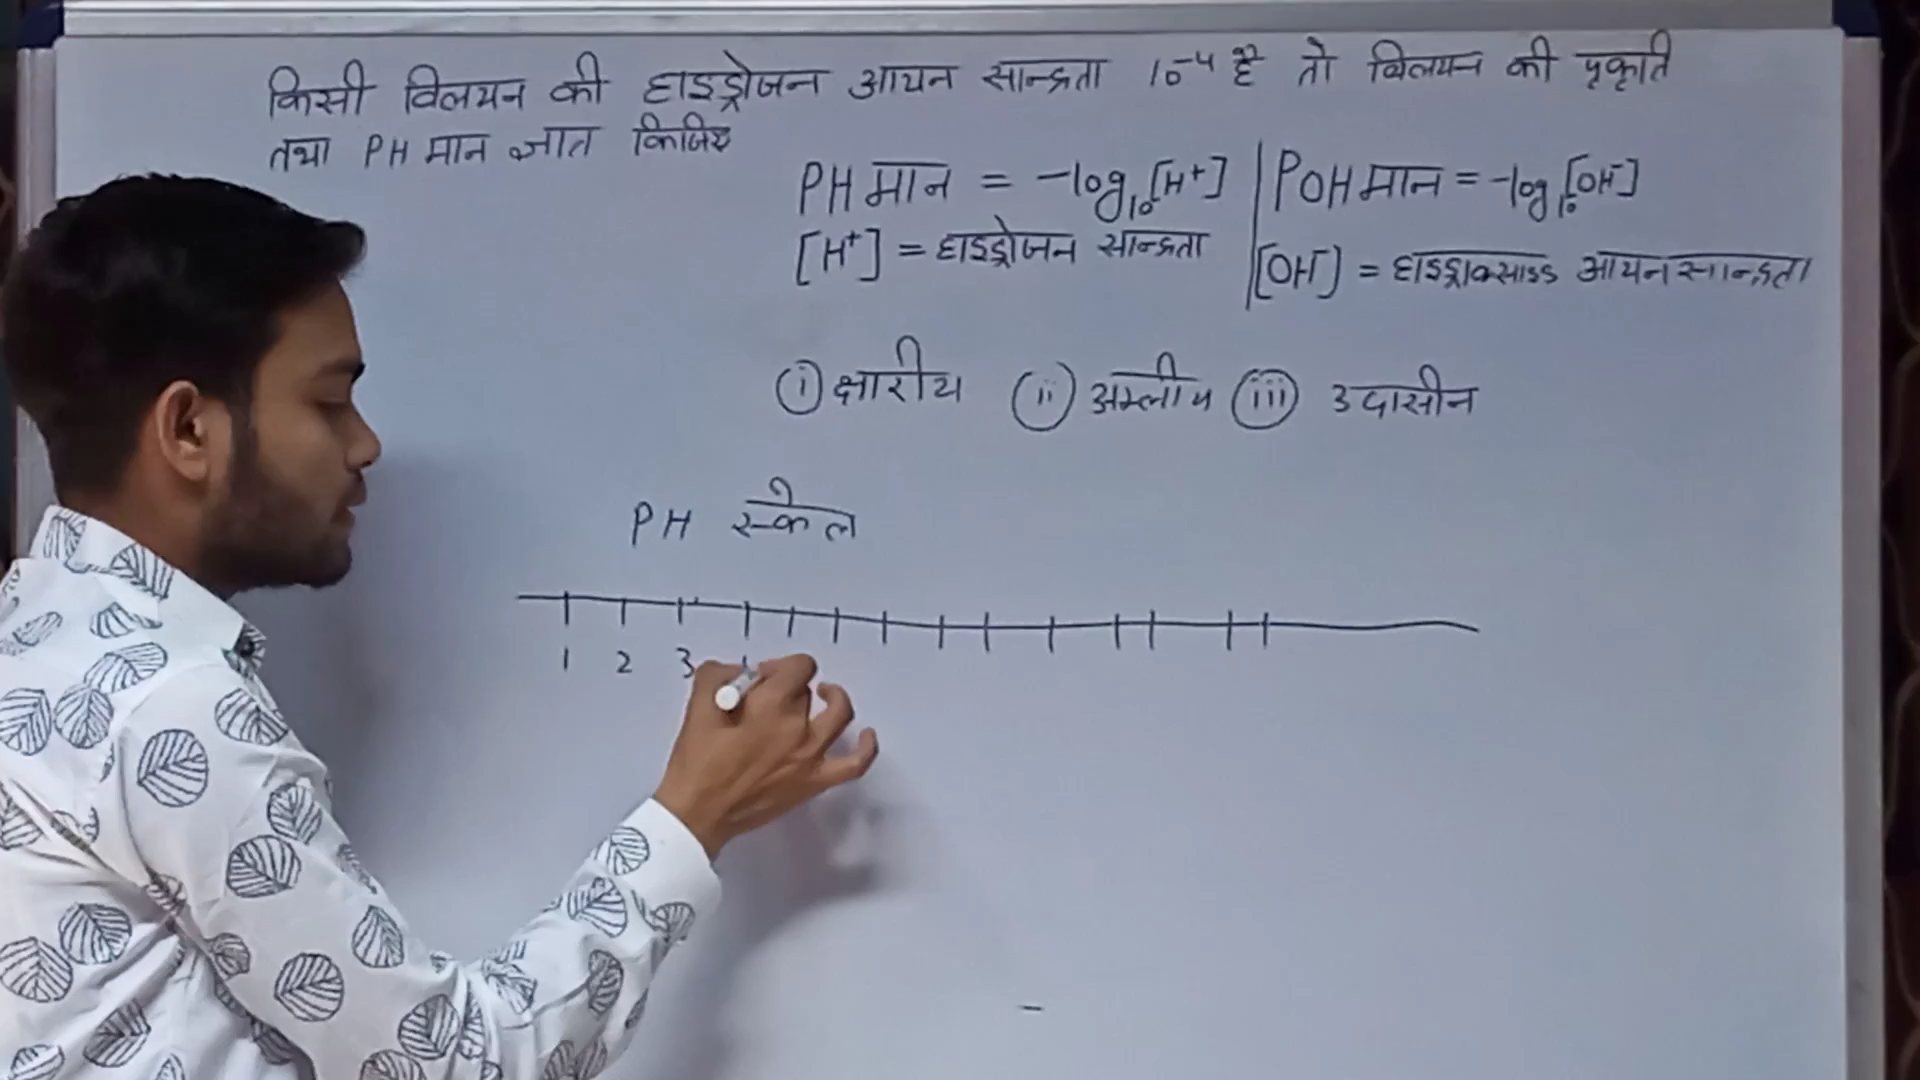 किसी विलयन की हाइड्रोजन आयन सान्द्रता 10⁻⁴ है तो विलयन की प्रकृति
तथा PH मान ज्ञात किजिए
PH मान = -log₁₀[H⁺]
[H⁺] = हाइड्रोजन सान्द्रता
POH मान = -log₁₀[OH⁻]
[OH⁻] = हाइड्राक्साइड आयन सान्द्रता
(i) क्षारीय (ii) अम्लीय (iii) उदासीन
PH स्केल
1 2 3